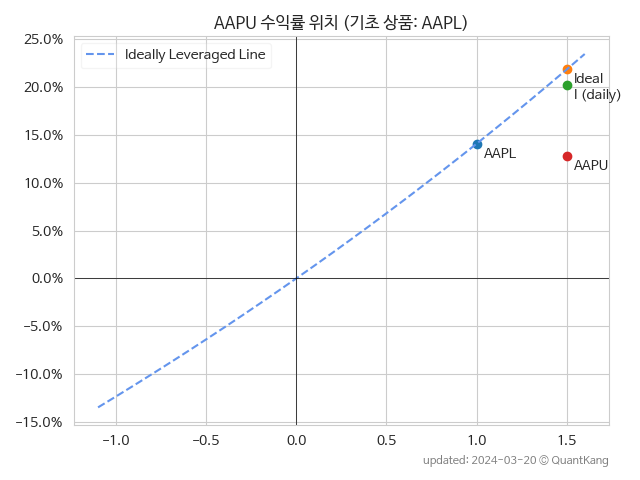 AAPU 수익률 위치 (기초 상품: AAPL)
25.0%
Ideally Leveraged Line
20.0%
Ideal
I (daily)
15.0%
AAPL
AAPU
10.0%
5.0%
0.0%
−5.0%
−10.0%
−15.0%
−1.0 −0.5 0.0 0.5 1.0 1.5
updated: 2024-03-20 © QuantKang